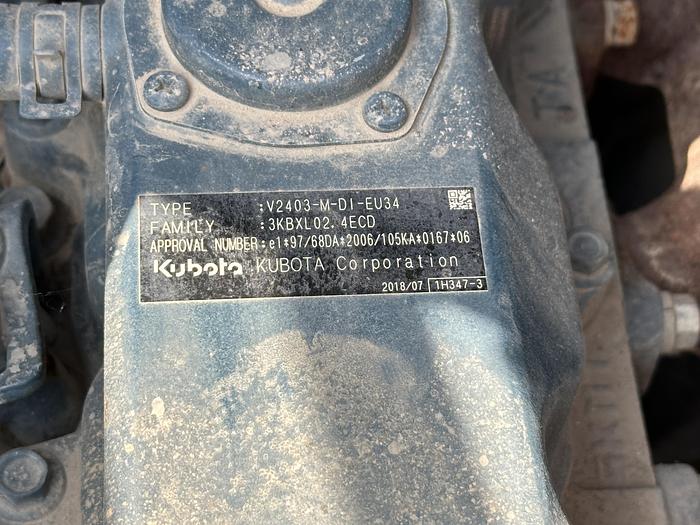 TYPE :V2403-M-DI-EU34
FAMILY :3KBXL02.4ECD
APPROVAL NUMBER:e1*97/68DA*2006/105KA*0167*06
Kubota KUBOTA Corporation
2018/07 1H347-3